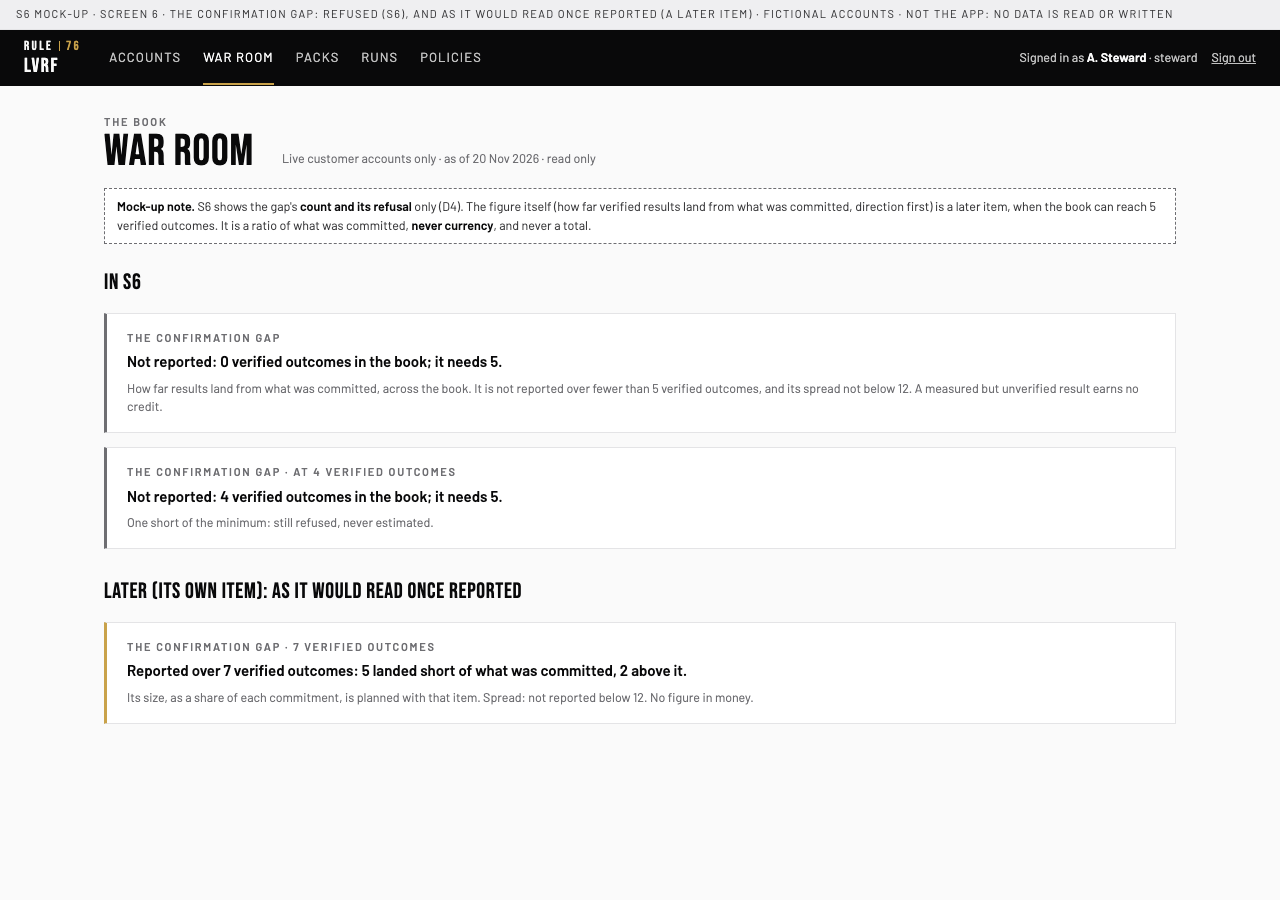 S6 MOCK-UP · SCREEN 6 · THE CONFIRMATION GAP: REFUSED (S6), AND AS IT WOULD READ ONCE REPORTED (A LATER ITEM) · FICTIONAL ACCOUNTS · NOT THE APP: NO DATA IS READ OR WRITTEN
RULE | 76
LVRF
ACCOUNTS WAR ROOM PACKS RUNS POLICIES
Signed in as A. Steward · steward Sign out
THE BOOK
WAR ROOM
Live customer accounts only · as of 20 Nov 2026 · read only
Mock-up note. S6 shows the gap's count and its refusal only (D4). The figure itself (how far verified results land from what was committed, direction first) is a later item, when the book can reach 5
verified outcomes. It is a ratio of what was committed, never currency, and never a total.
IN S6
THE CONFIRMATION GAP
Not reported: 0 verified outcomes in the book; it needs 5.
How far results land from what was committed, across the book. It is not reported over fewer than 5 verified outcomes, and its spread not below 12. A measured but unverified result earns no
credit.
THE CONFIRMATION GAP · AT 4 VERIFIED OUTCOMES
Not reported: 4 verified outcomes in the book; it needs 5.
One short of the minimum: still refused, never estimated.
LATER (ITS OWN ITEM): AS IT WOULD READ ONCE REPORTED
THE CONFIRMATION GAP · 7 VERIFIED OUTCOMES
Reported over 7 verified outcomes: 5 landed short of what was committed, 2 above it.
Its size, as a share of each commitment, is planned with that item. Spread: not reported below 12. No figure in money.